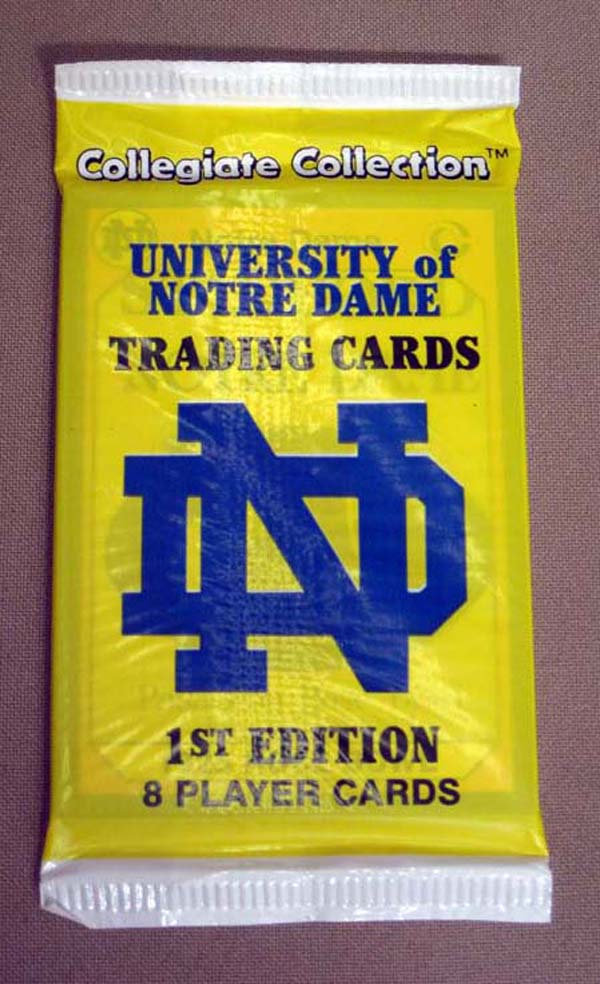 Collegiate Collection™
UNIVERSITY of
NOTRE DAME
TRADING CARDS
ND
1ST EDITION
8 PLAYER CARDS